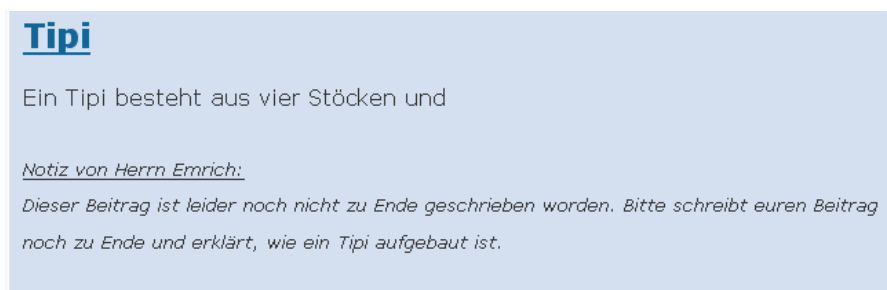 Tipi
Ein Tipi besteht aus vier Stöcken und
Notiz von Herrn Emrich:
Dieser Beitrag ist leider noch nicht zu Ende geschrieben worden. Bitte schreibt euren Beitrag
noch zu Ende und erklärt, wie ein Tipi aufgebaut ist.